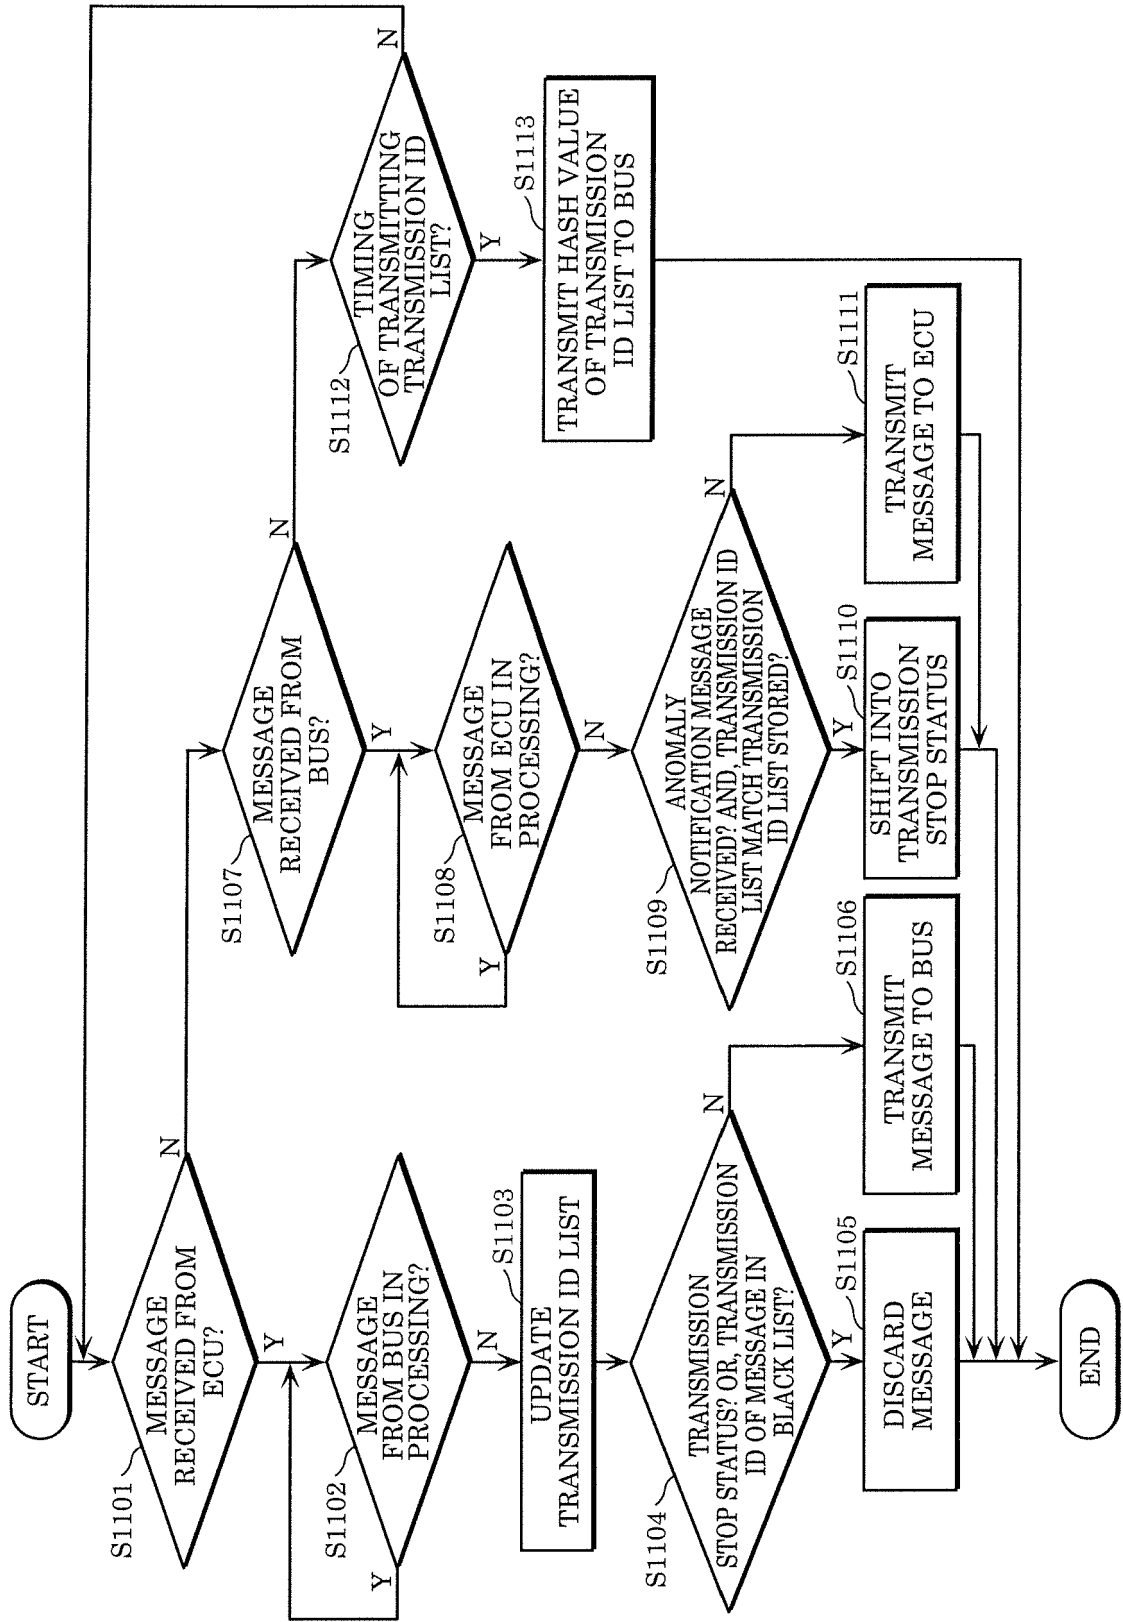 START
S1101
MESSAGE
RECEIVED FROM
ECU?
N
Y
S1102
MESSAGE
FROM BUS IN
PROCESSING?
Y
N
S1103
UPDATE
TRANSMISSION ID LIST
S1104
TRANSMISSION
STOP STATUS? OR, TRANSMISSION
ID OF MESSAGE IN
BLACK LIST?
N
Y
S1105
DISCARD
MESSAGE
S1106
TRANSMIT
MESSAGE TO BUS
S1107
MESSAGE
RECEIVED FROM
BUS?
N
Y
S1108
MESSAGE
FROM ECU IN
PROCESSING?
Y
N
S1109
ANOMALY
NOTIFICATION MESSAGE
RECEIVED? AND, TRANSMISSION ID
LIST MATCH TRANSMISSION
ID LIST STORED?
N
Y
S1110
SHIFT INTO
TRANSMISSION
STOP STATUS
S1111
TRANSMIT
MESSAGE TO ECU
S1112
TIMING
OF TRANSMITTING
TRANSMISSION ID
LIST?
N
Y
S1113
TRANSMIT HASH VALUE
OF TRANSMISSION
ID LIST TO BUS
END